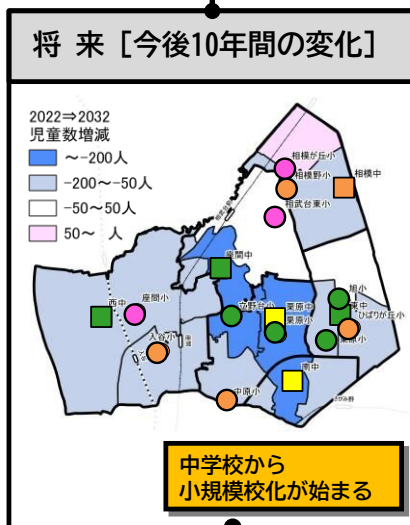 将 来 [今後10年間の変化]
2022⇒2032
児童数増減
～-200人
-200～-50人
-50～50人
50～ 人
相模が丘小
相模野小
相模中
相武台東小
座間中
西中
座間小
立野台小
栗原中
栗原小
旭小
東中
ひばりが丘小
入谷小
南中
中原小
中学校から
小規模校化が始まる